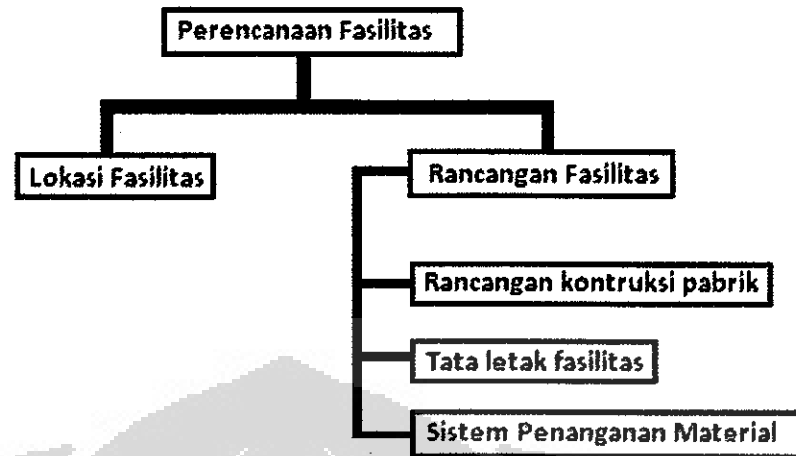 Perencanaan Fasilitas
Lokasi Fasilitas
Rancangan Fasilitas
Rancangan kontruksi pabrik
Tata letak fasilitas
Sistem Penanganan Material